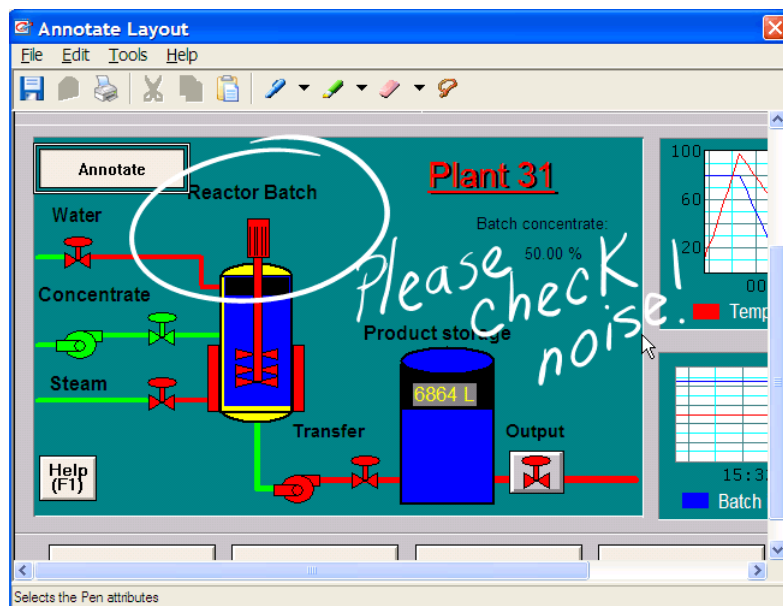 Annotate Layout
File Edit Tools Help
Annotate
Reactor Batch
Plant 31
Water
Batch concentrate:
50.00 %
Please check noise!
Concentrate
Product storage
Steam
6864 L
Transfer
Output
Help
(F1)
100
60
20
00
Temp
15:3
Batch
Selects the Pen attributes